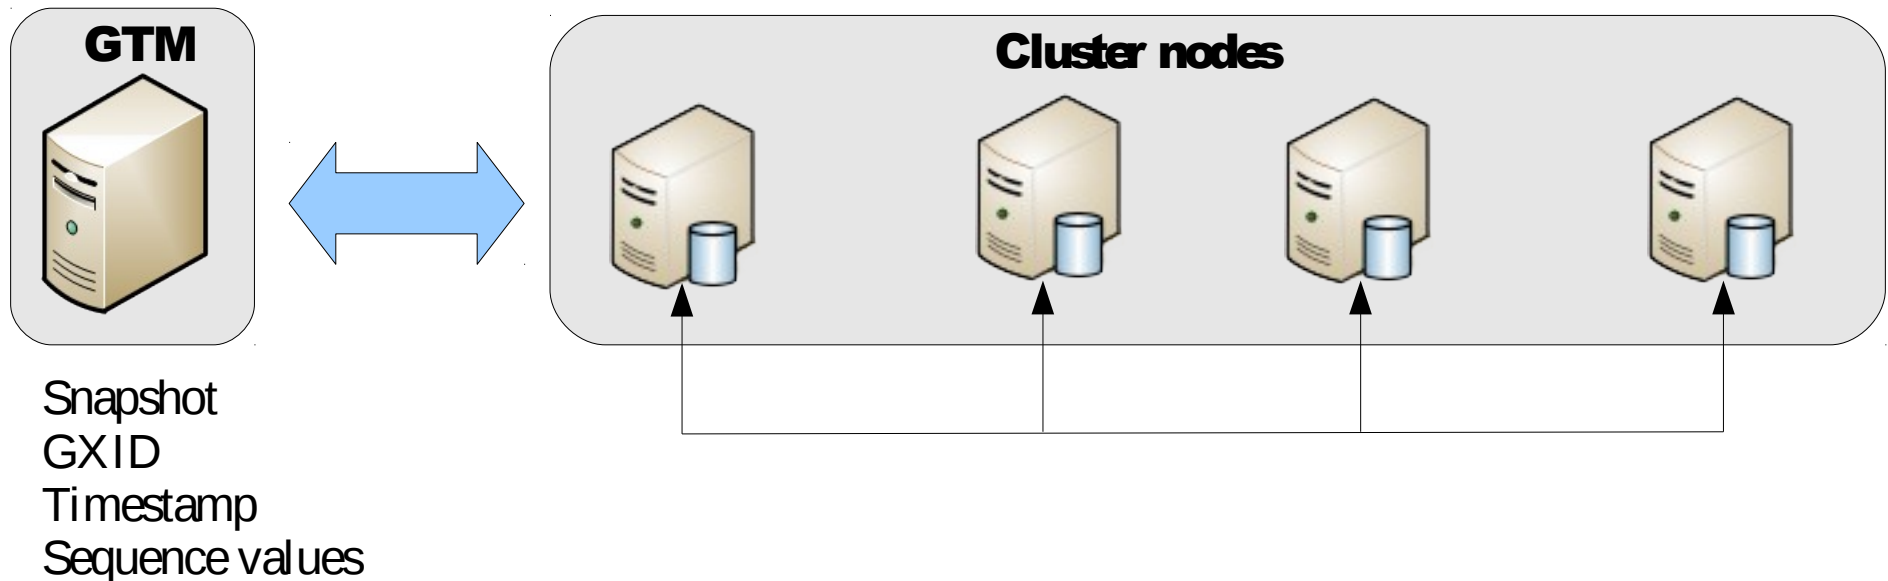 GTM
Cluster nodes
Snapshot
GXID
Timestamp
Sequence values